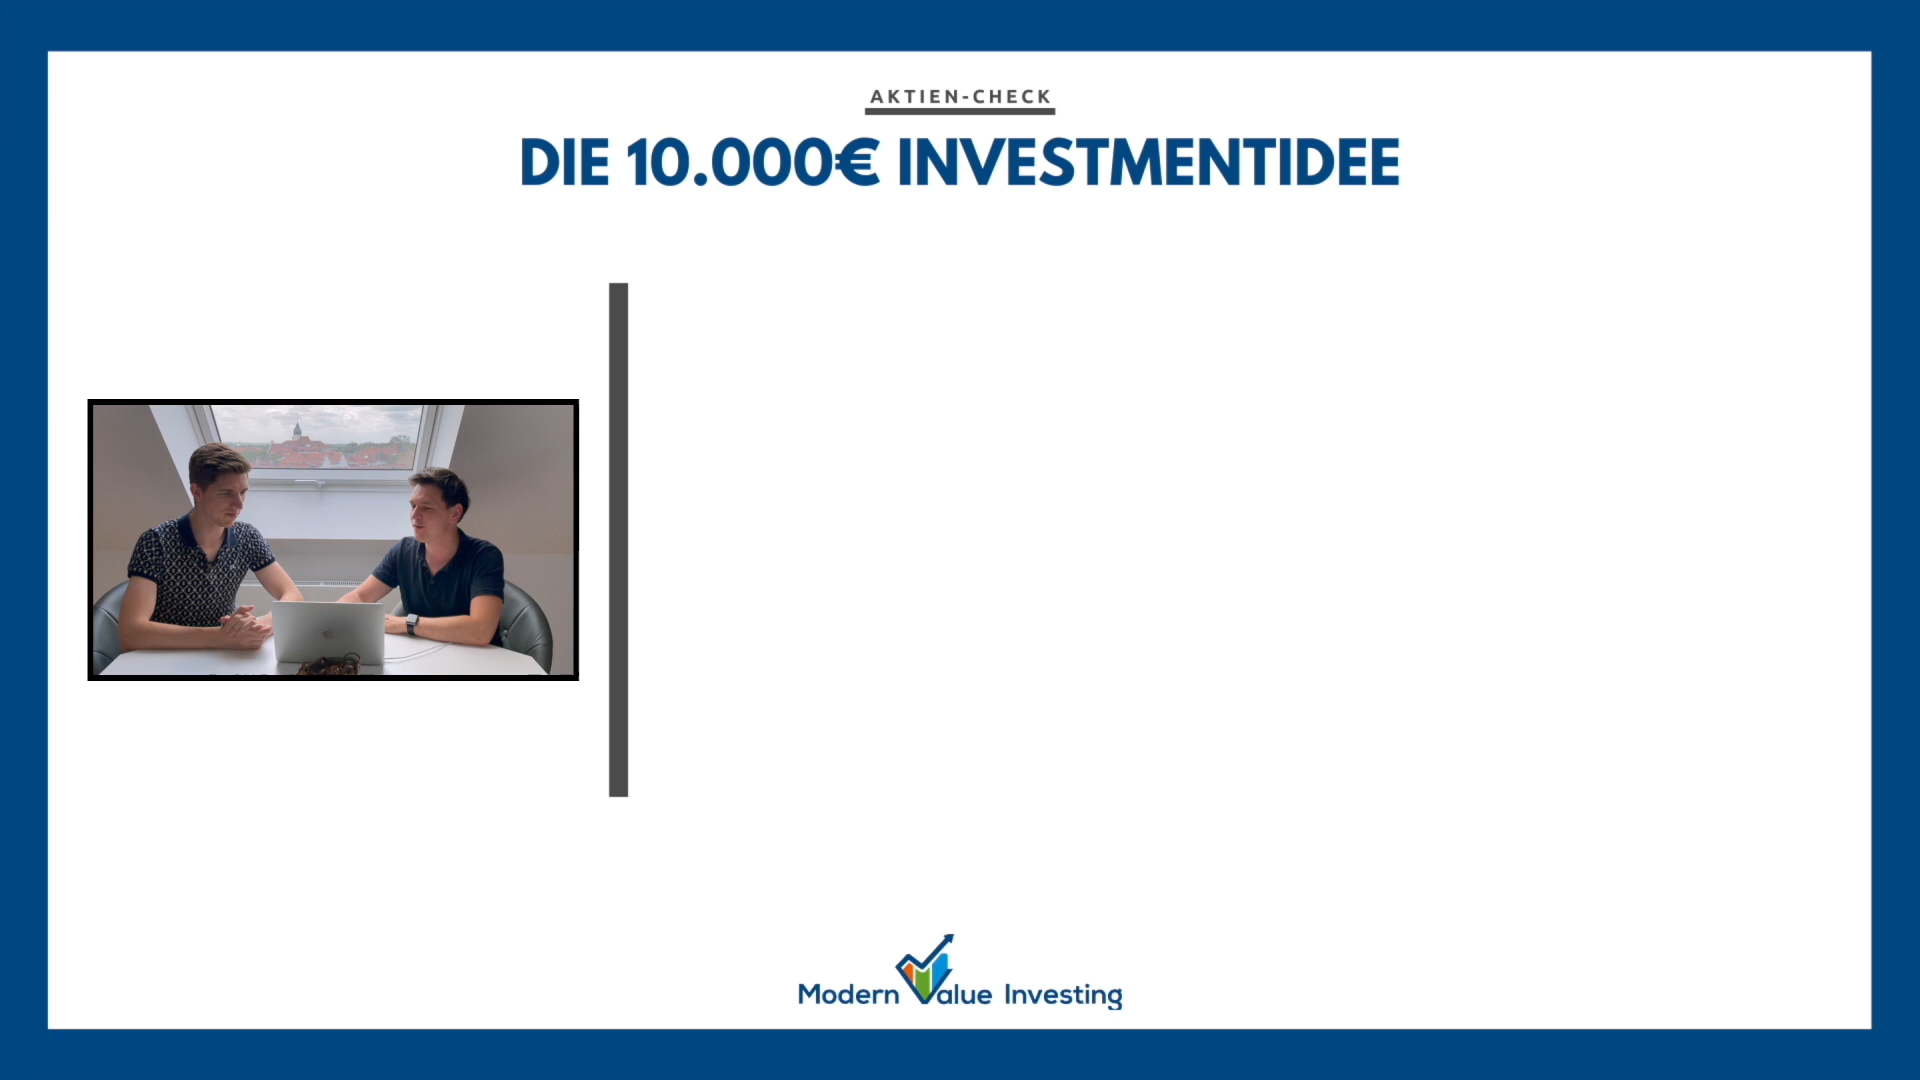 AKTIEN-CHECK
DIE 10.000€ INVESTMENTIDEE
Modern Value Investing